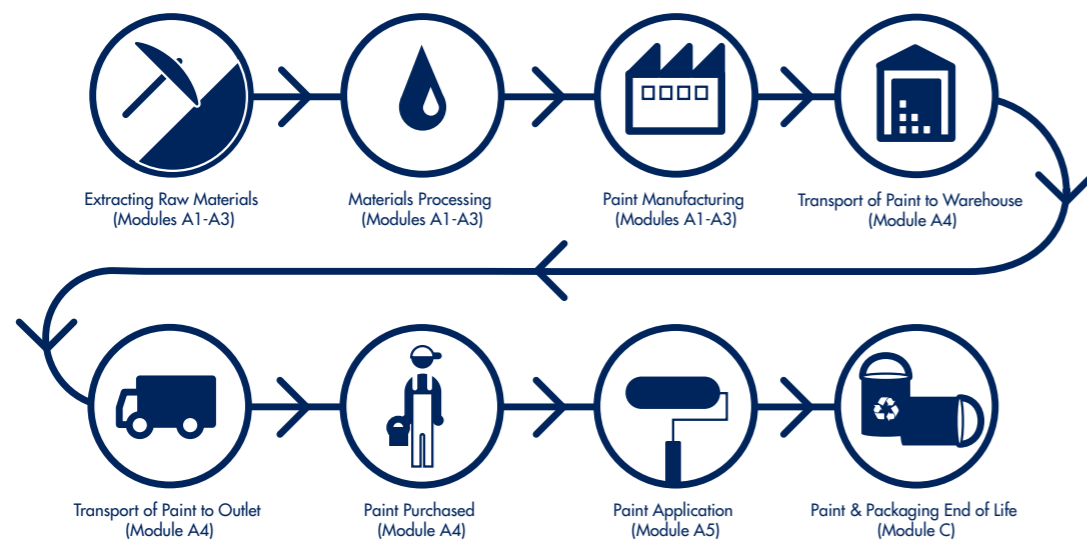 Extracting Raw Materials
(Modules A1-A3)
Materials Processing
(Modules A1-A3)
Paint Manufacturing
(Modules A1-A3)
Transport of Paint to Warehouse
(Module A4)
Transport of Paint to Outlet
(Module A4)
Paint Purchased
(Module A4)
Paint Application
(Module A5)
Paint & Packaging End of Life
(Module C)